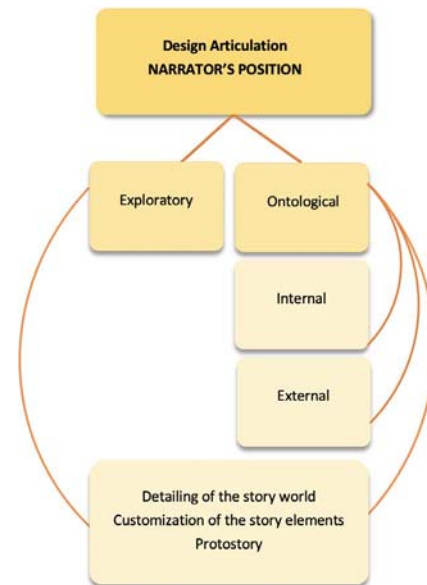 Design Articulation
NARRATOR'S POSITION
Exploratory
Ontological
Internal
External
Detailing of the story world
Customization of the story elements
Protostory